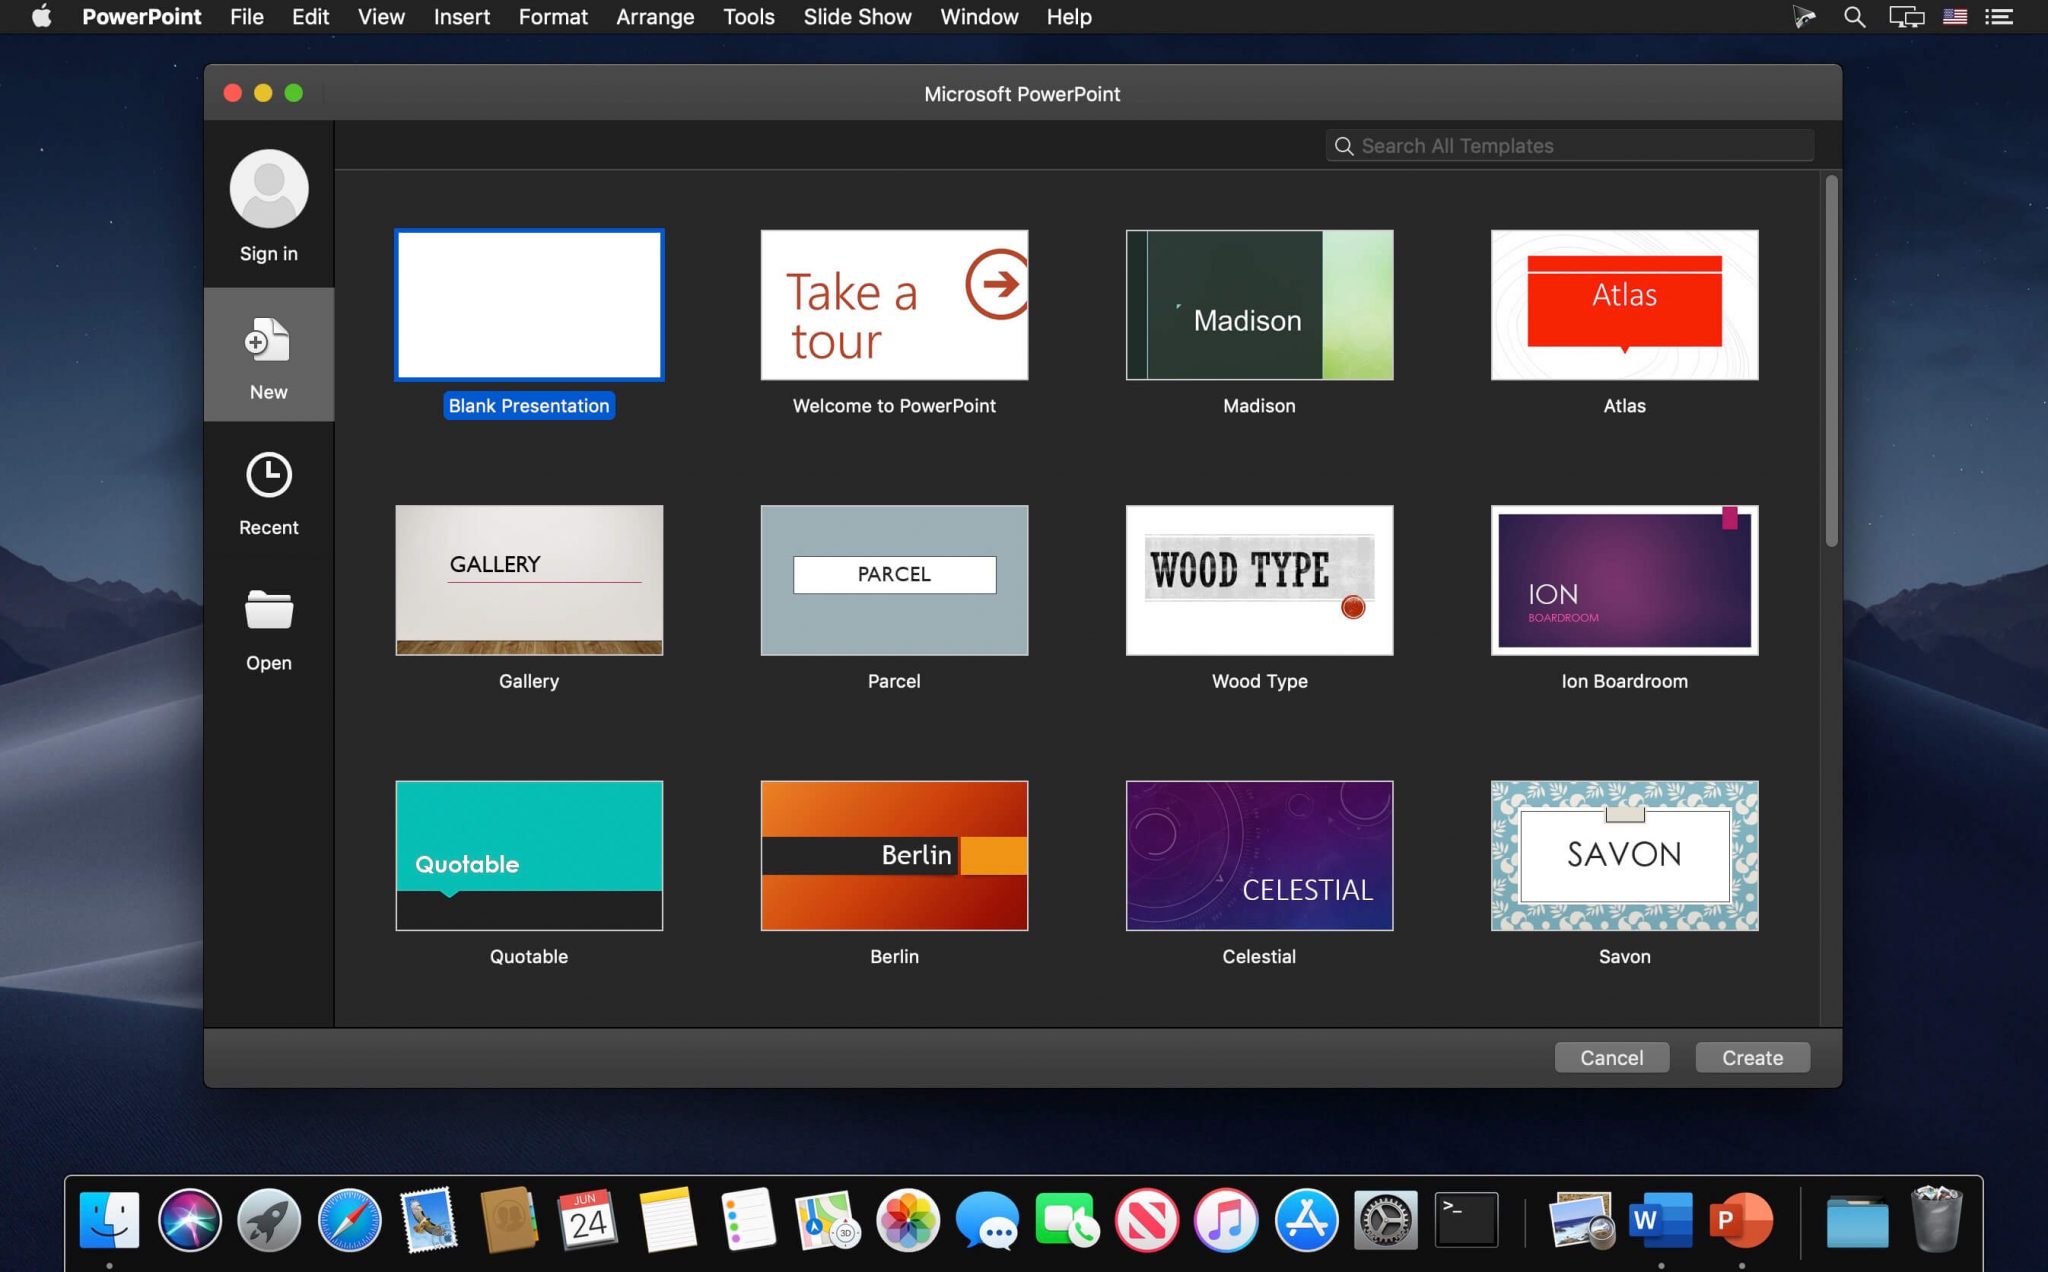 PowerPoint File Edit View Insert Format Arrange Tools Slide Show Window Help
Microsoft PowerPoint
Search All Templates
Sign in
New
Recent
Open
Take a
tour
Madison
Atlas
Blank Presentation
Welcome to PowerPoint
Madison
Atlas
GALLERY
PARCEL
WOOD TYPE
ION
BOARDROOM
Gallery
Parcel
Wood Type
Ion Boardroom
Quotable
Berlin
CELESTIAL
SAVON
Quotable
Berlin
Celestial
Savon
Cancel
Create
JUN
24
3D
>_
W
P